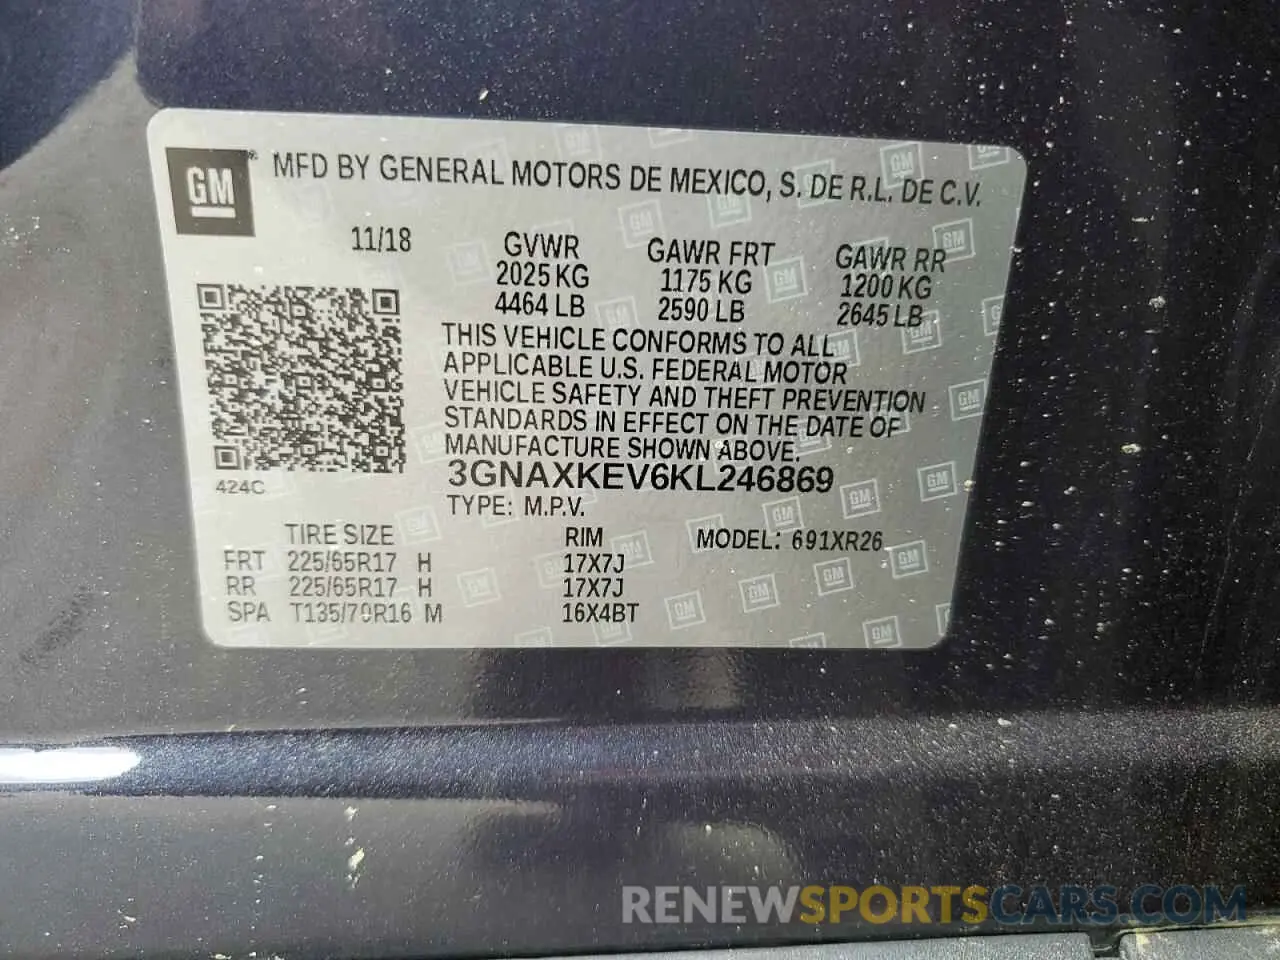 GM® MFD BY GENERAL MOTORS DE MEXICO, S. DE R.L. DE C.V.
11/18 GVWR GAWR FRT GAWR RR
2025 KG 1175 KG 1200 KG
4464 LB 2590 LB 2645 LB
THIS VEHICLE CONFORMS TO ALL
APPLICABLE U.S. FEDERAL MOTOR
VEHICLE SAFETY AND THEFT PREVENTION
STANDARDS IN EFFECT ON THE DATE OF
MANUFACTURE SHOWN ABOVE.
424C 3GNAXKEV6KL246869
TYPE: M.P.V.
TIRE SIZE RIM MODEL: 691XR26
FRT 225/65R17 H 17X7J
RR 225/65R17 H 17X7J
SPA T135/70R16 M 16X4BT
RENEWSPORTSCARS.COM